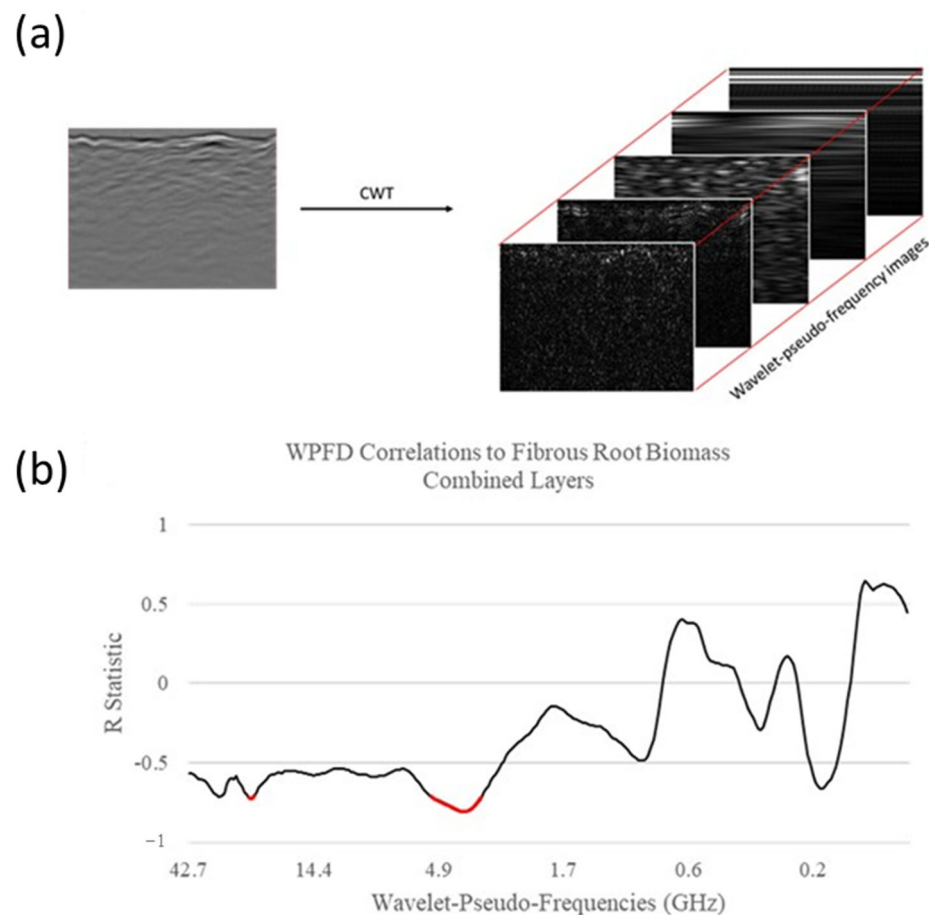 (a)
CWT
Wavelet-pseudo-frequency images
(b)
WPFD Correlations to Fibrous Root Biomass
Combined Layers
1
0.5
0
-0.5
-1
R Statistic
42.7 14.4 4.9 1.7 0.6 0.2
Wavelet-Pseudo-Frequencies (GHz)